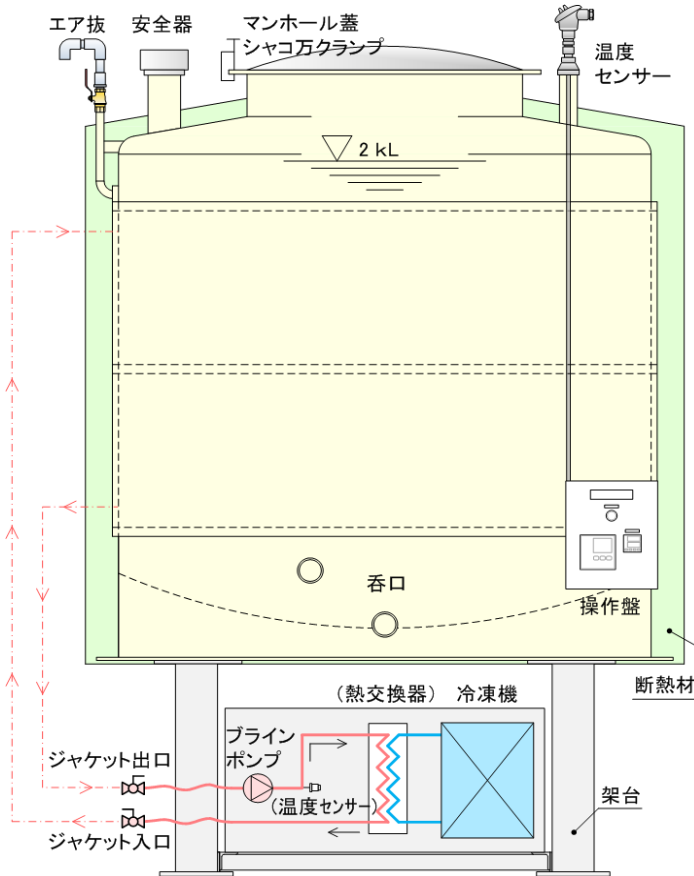 エア抜
安全器
マンホール蓋
シャコ万クランプ
温度
センサー
2 kL
呑口
操作盤
断熱材
(熱交換器)
冷凍機
ブライン
ポンプ
ジャケット出口
(温度センサー)
架台
ジャケット入口